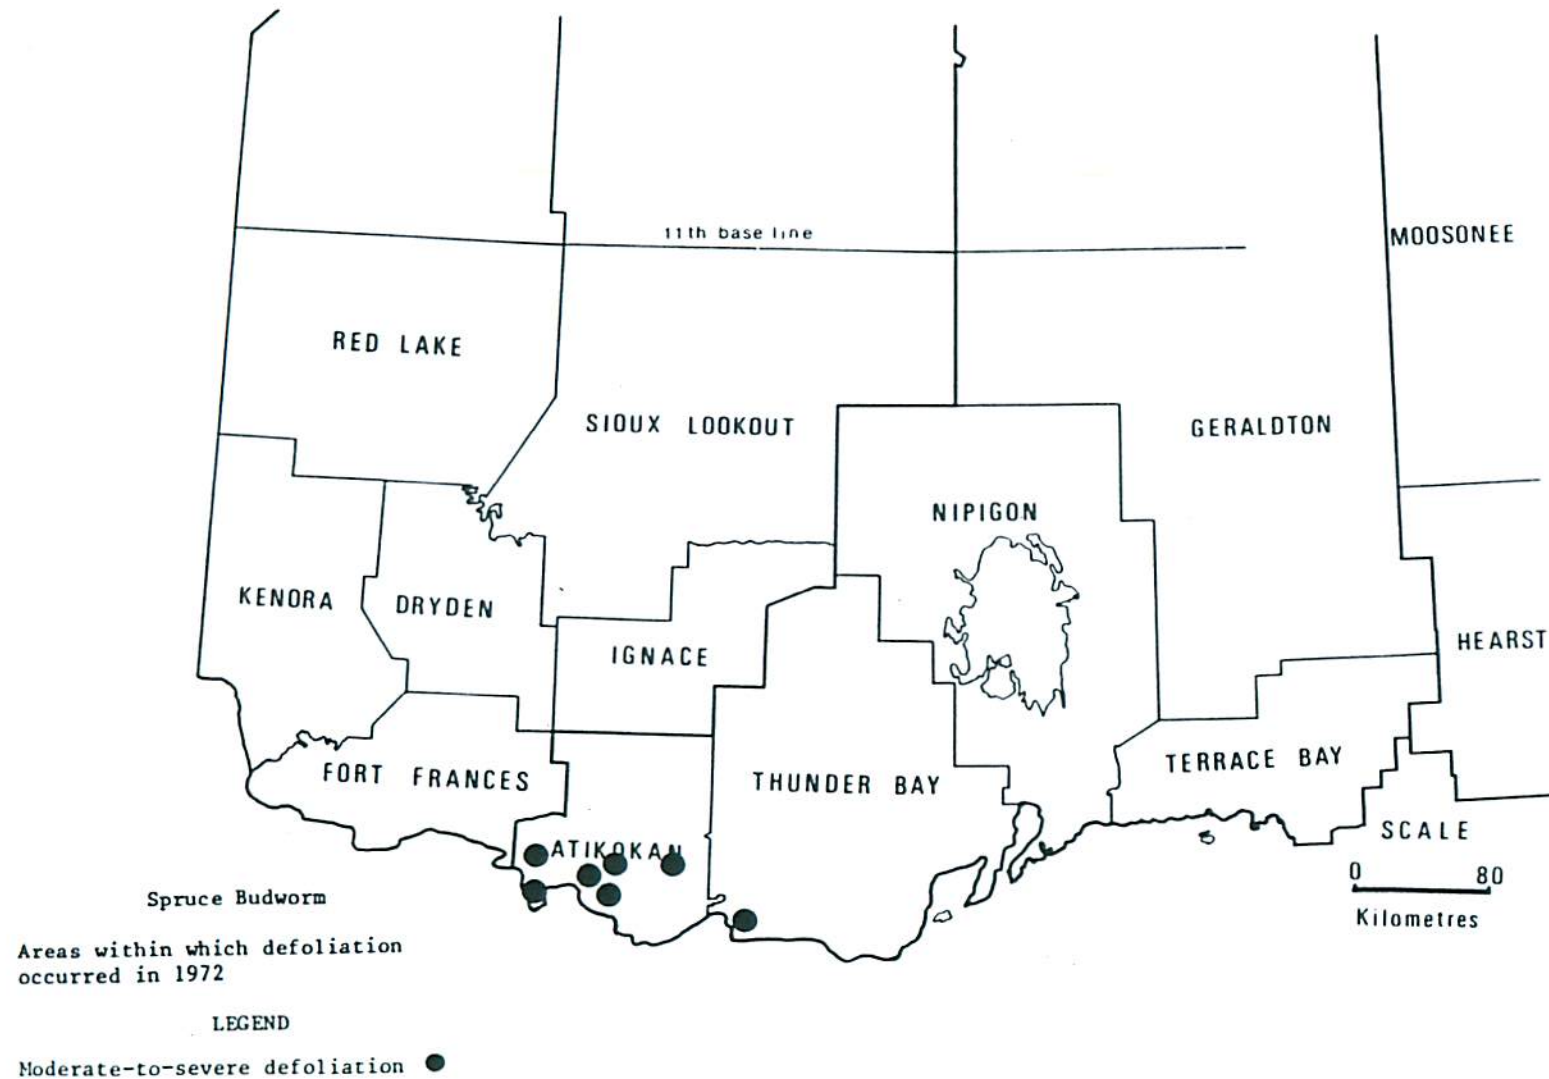 11th base line
MOOSONEE
RED LAKE
SIOUX LOOKOUT
GERALDTON
NIPIGON
KENORA
DRYDEN
IGNACE
HEARST
FORT FRANCES
THUNDER BAY
TERRACE BAY
ATIKOKAN
SCALE
0 80
Kilometres
Spruce Budworm
Areas within which defoliation
occurred in 1972
LEGEND
Moderate-to-severe defoliation